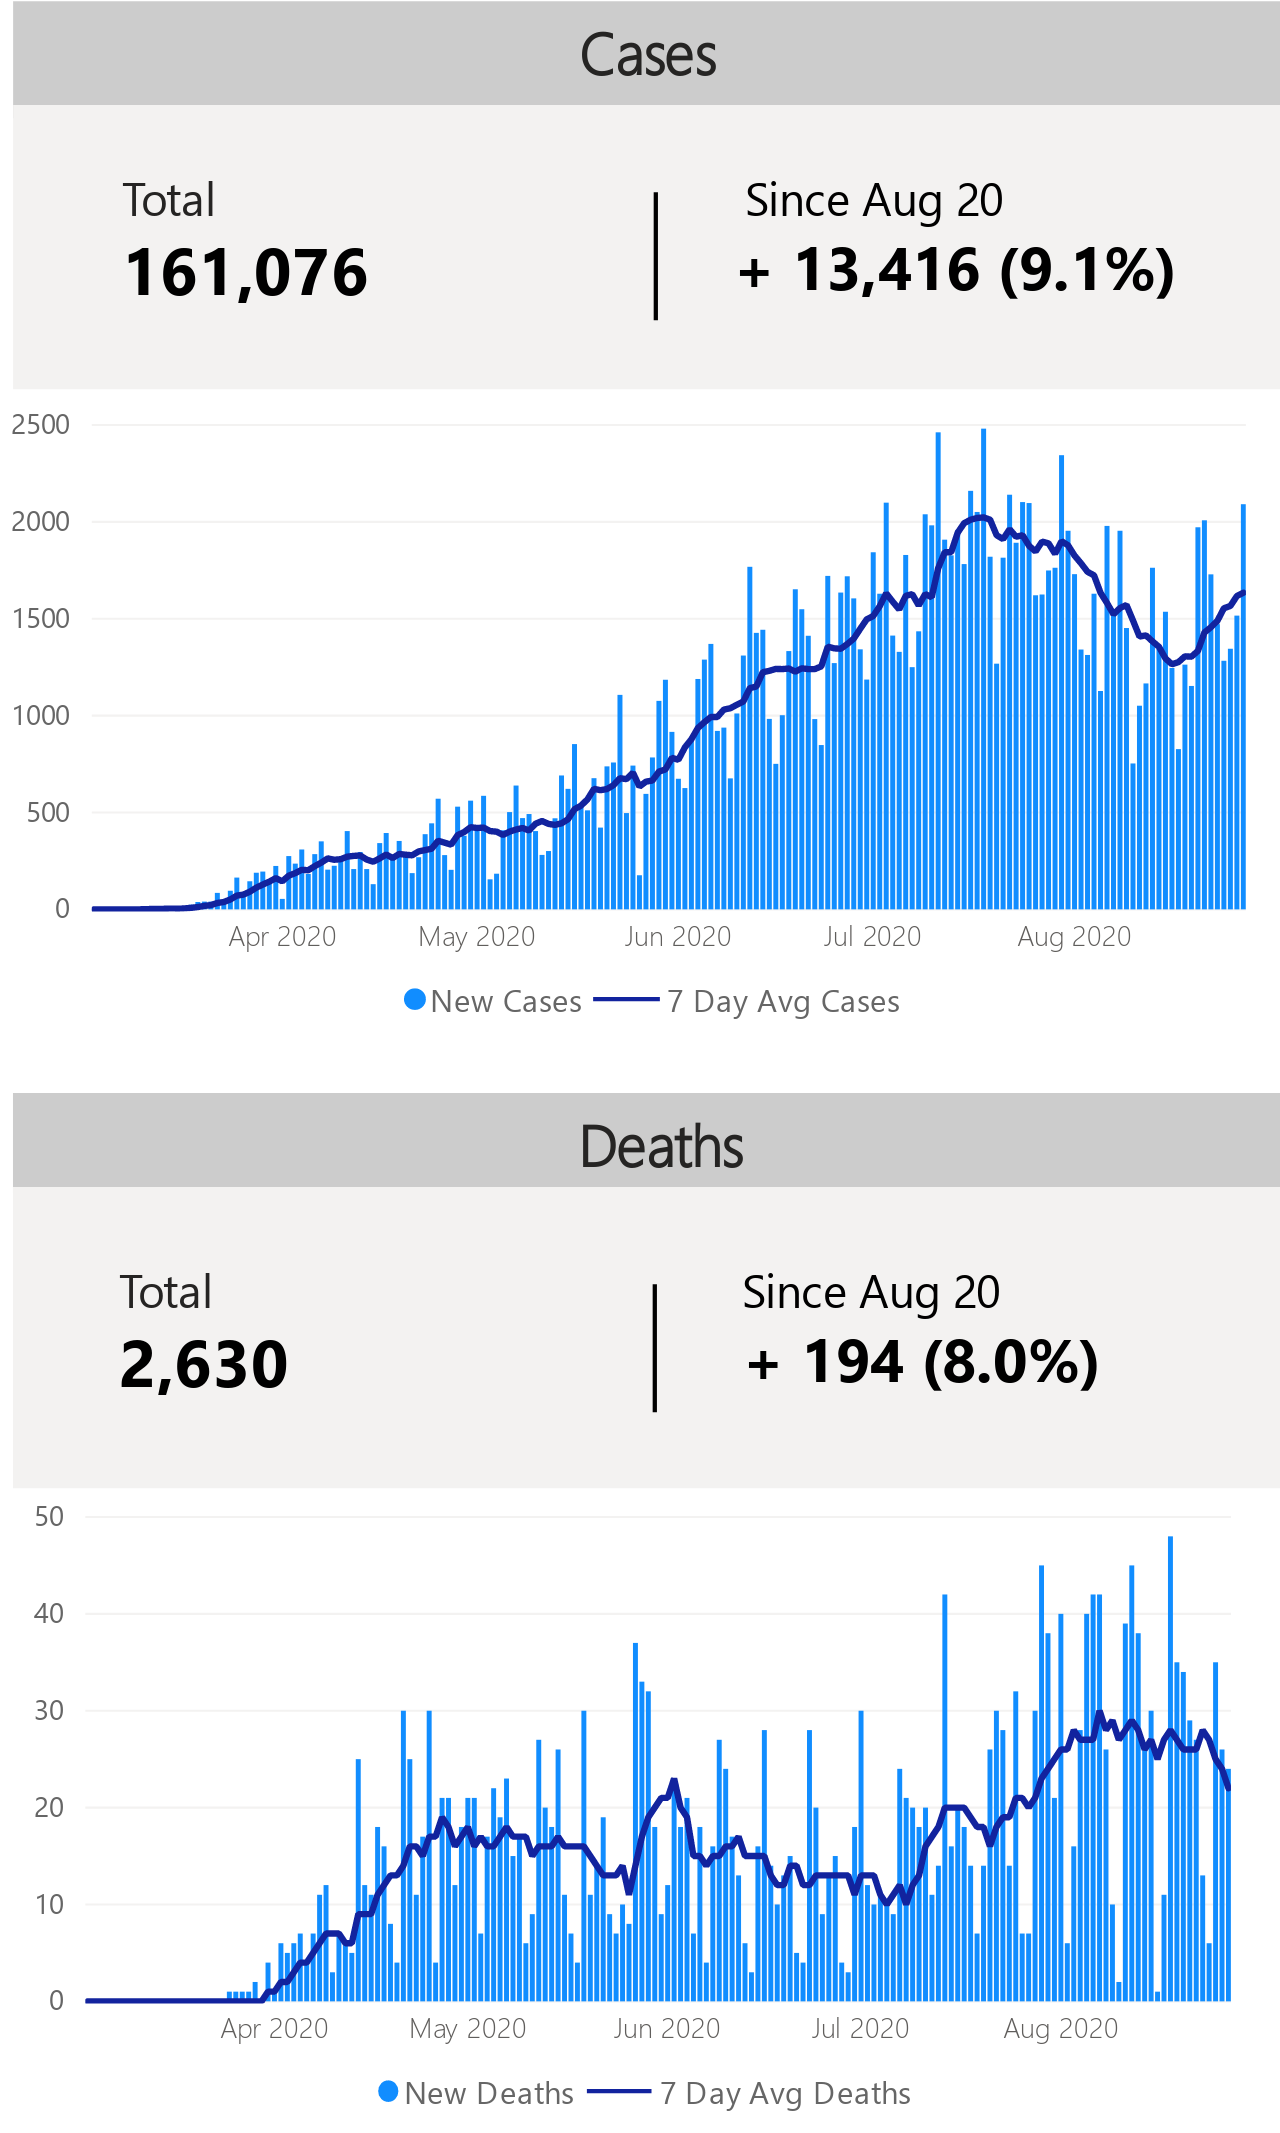 Cases
Total
161,076
Since Aug 20
+ 13,416 (9.1%)
2500
2000
1500
1000
500
0
Apr 2020 May 2020 Jun 2020 Jul 2020 Aug 2020
New Cases 7 Day Avg Cases
Deaths
Total
2,630
Since Aug 20
+ 194 (8.0%)
50
40
30
20
10
0
Apr 2020 May 2020 Jun 2020 Jul 2020 Aug 2020
New Deaths 7 Day Avg Deaths